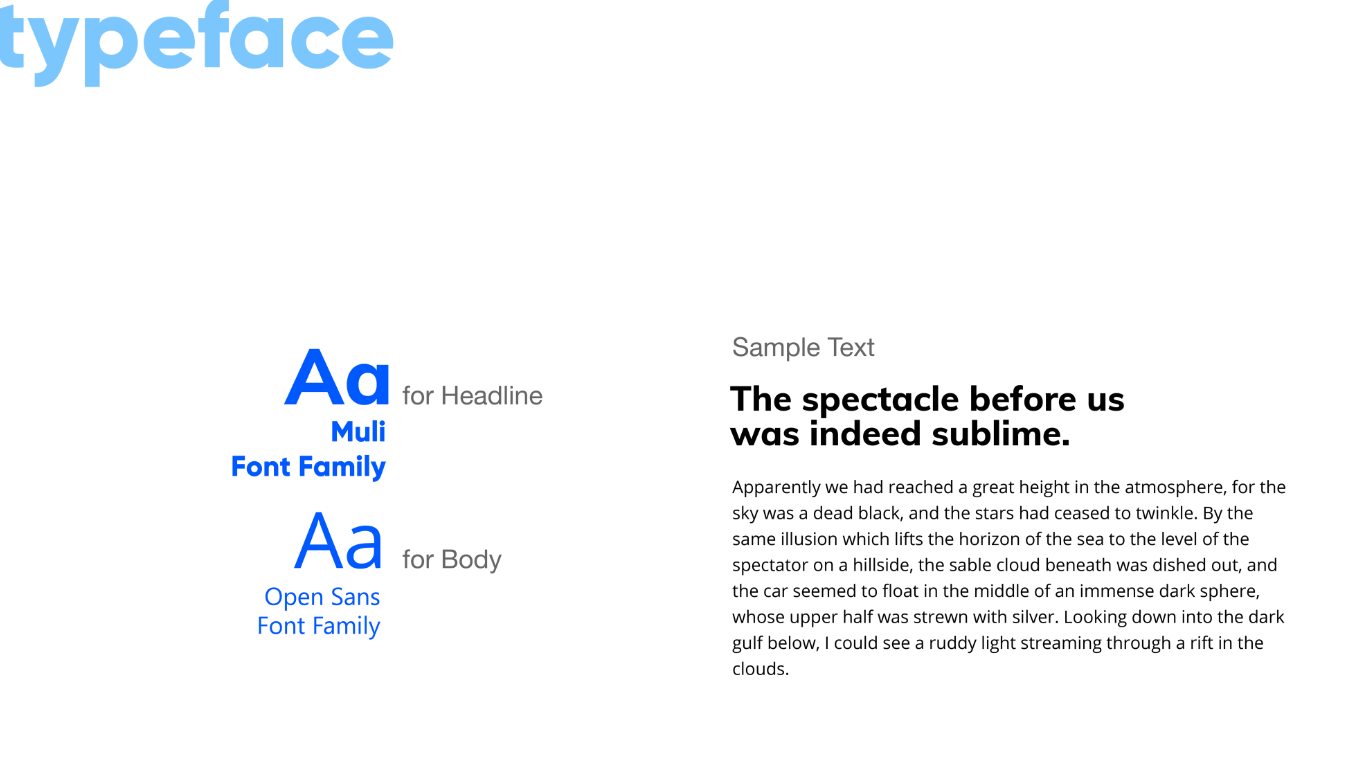 typeface
Aa for Headline
Muli
Font Family
Aa for Body
Open Sans
Font Family
Sample Text
The spectacle before us
was indeed sublime.
Apparently we had reached a great height in the atmosphere, for the
sky was a dead black, and the stars had ceased to twinkle. By the
same illusion which lifts the horizon of the sea to the level of the
spectator on a hillside, the sable cloud beneath was dished out, and
the car seemed to float in the middle of an immense dark sphere,
whose upper half was strewn with silver. Looking down into the dark
gulf below, I could see a ruddy light streaming through a rift in the
clouds.